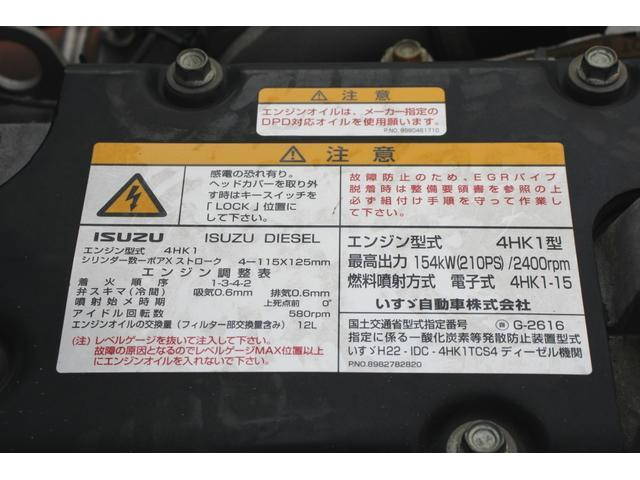 ⚠ 注意
エンジンオイルは、メーカー指定の
DPD対応オイルを使用願います。
P.NO. 8980461710
⚠ 注意
感電の恐れ有り。
ヘッドカバーを取り外
す時はキースイッチを
「LOCK」位置に
して下さい。
故障防止のため、EGRパイプ
脱着時は整備要領書を参照の上
必ず組付け手順を守って作業し
て下さい。
ISUZU ISUZU DIESEL
エンジン型式 4HK1
シリンダー数ーボアX ストローク 4－115X125mm
エンジン調整表
着火順序 1-3-4-2
弁スキマ(冷間) 吸気0.6mm 排気0.6mm
噴射始メ時期 上死点前 0°
アイドル回転数 580rpm
エンジンオイルの交換量(フィルター部交換量含み) 12L
(注) レベルゲージを抜いて注入して下さい。
故障の原因となるのでレベルゲージMAX位置以上
にエンジンオイルを入れないで下さい。
エンジン型式 4HK1型
最高出力 154kW(210PS)/2400rpm
燃料噴射方式 電子式 4HK1-15
いすゞ自動車株式会社
国土交通省型式指定番号 G-2616
指定に係る一酸化炭素等発散防止装置型式
いすゞH22-IDC-4HK1TCS4 ディーゼル機関
P.NO.8982782820